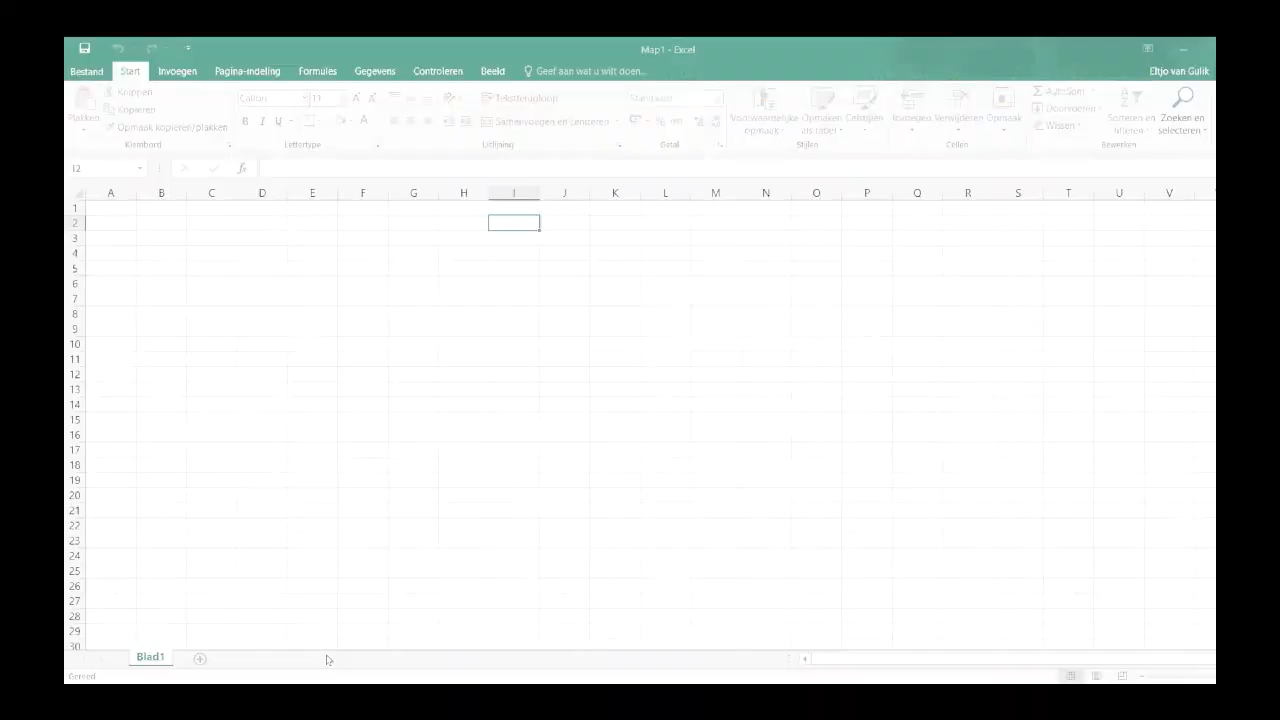 Map1 - Excel
Bestand Start Invoegen Pagina-indeling Formules Gegevens Controleren Beeld Geef aan wat u wilt doen... Eltjo van Gulik
Plakken
Knippen
Kopiëren
Opmaak kopiëren/plakken
Klembord
Calibri 11
B I U
Lettertype
Tekstterugloop
Samenvoegen en centreren
Uitlijning
Standaard
Getal
Voorwaardelijke opmaak
Opmaken als tabel
Celstijlen
Stijlen
Invoegen Verwijderen Opmaak
Cellen
AutoSom
Doorvoeren
Wissen
Sorteren en filteren
Zoeken en selecteren
Bewerken
I2 fx
A B C D E F G H I J K L M N O P Q R S T U V
1
2
3
4
5
6
7
8
9
10
11
12
13
14
15
16
17
18
19
20
21
22
23
24
25
26
27
28
29
30
Blad1
Gereed